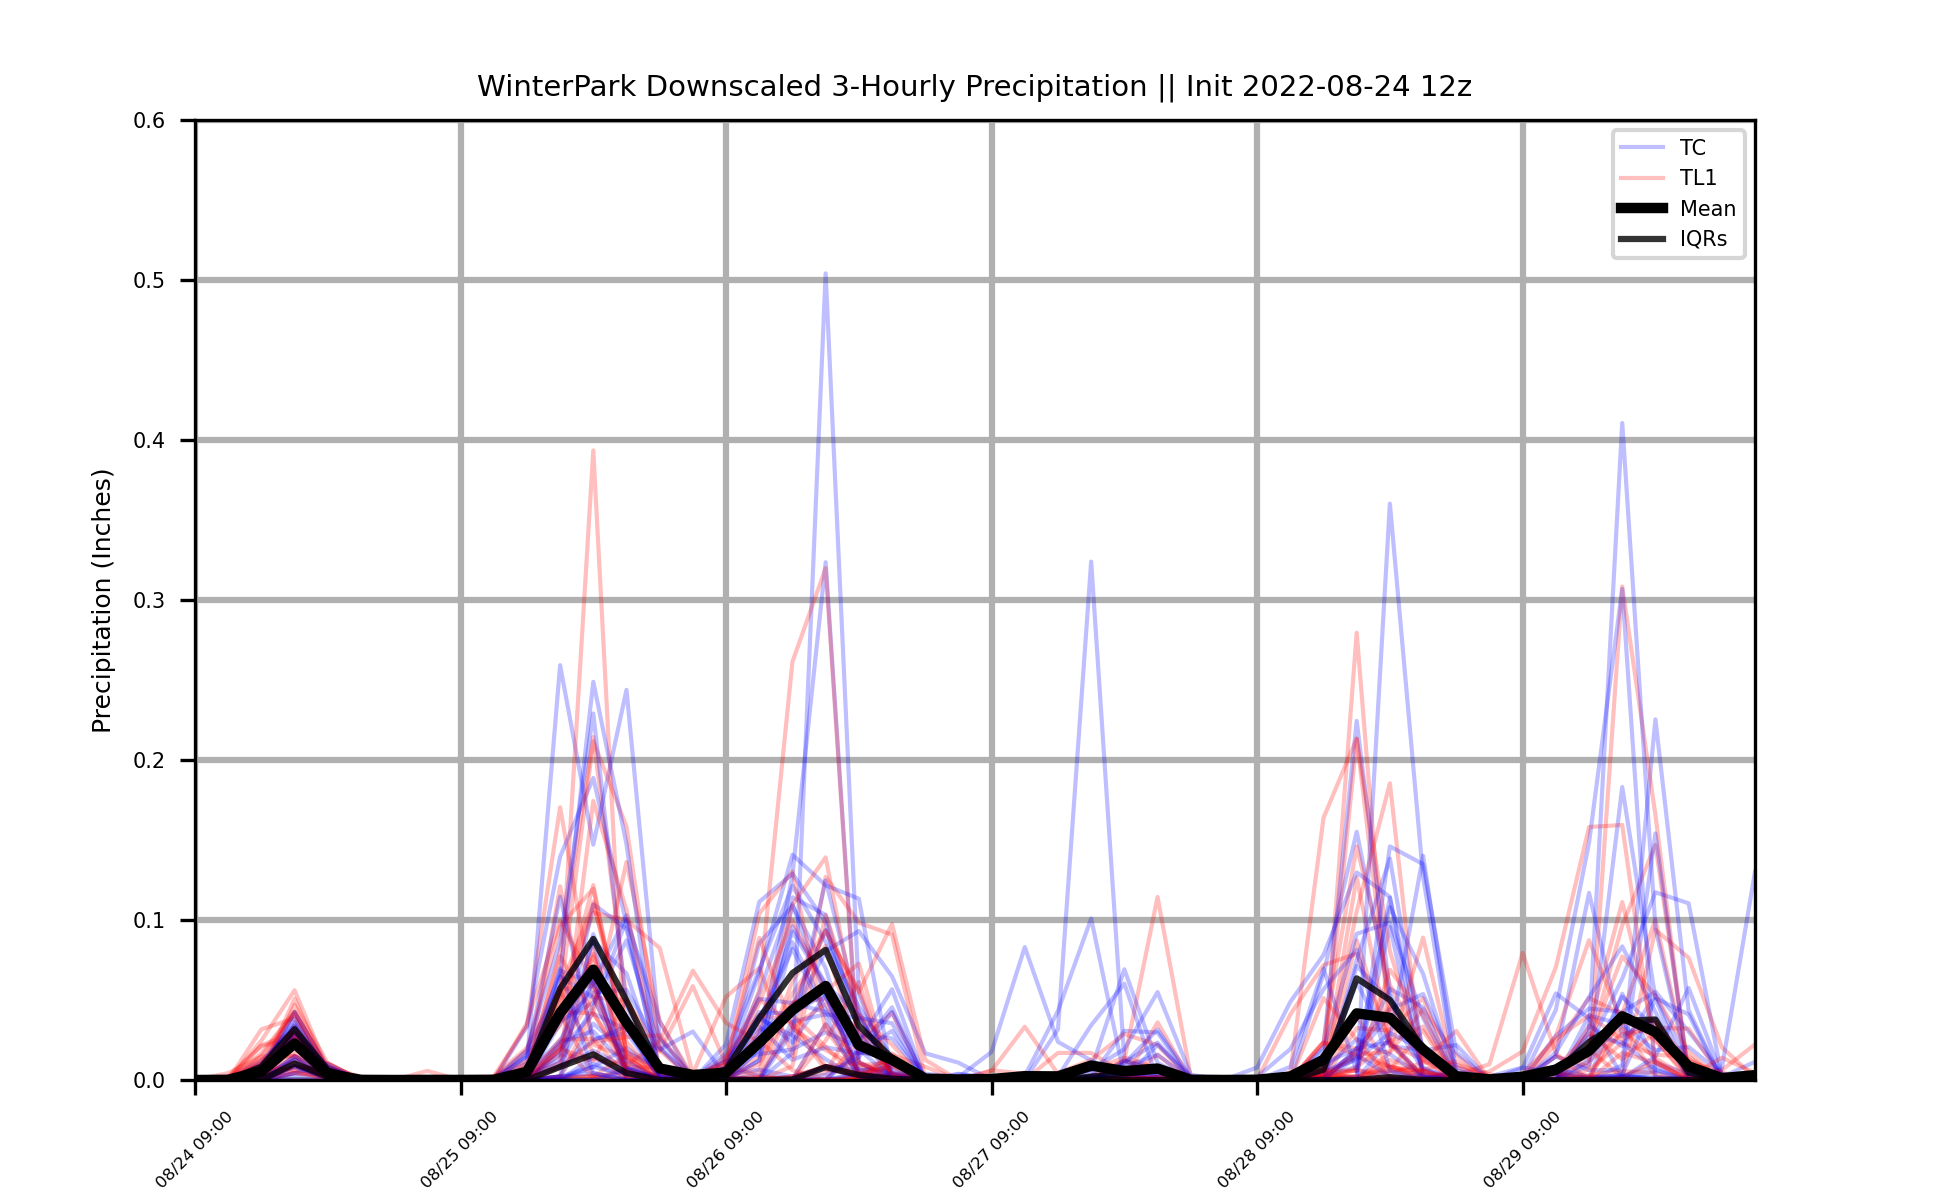 WinterPark Downscaled 3-Hourly Precipitation || Init 2022-08-24 12z
TC
TL1
Mean
IQRs
Precipitation (Inches)
0.6
0.5
0.4
0.3
0.2
0.1
0.0
08/24 09:00
08/25 09:00
08/26 09:00
08/27 09:00
08/28 09:00
08/29 09:00